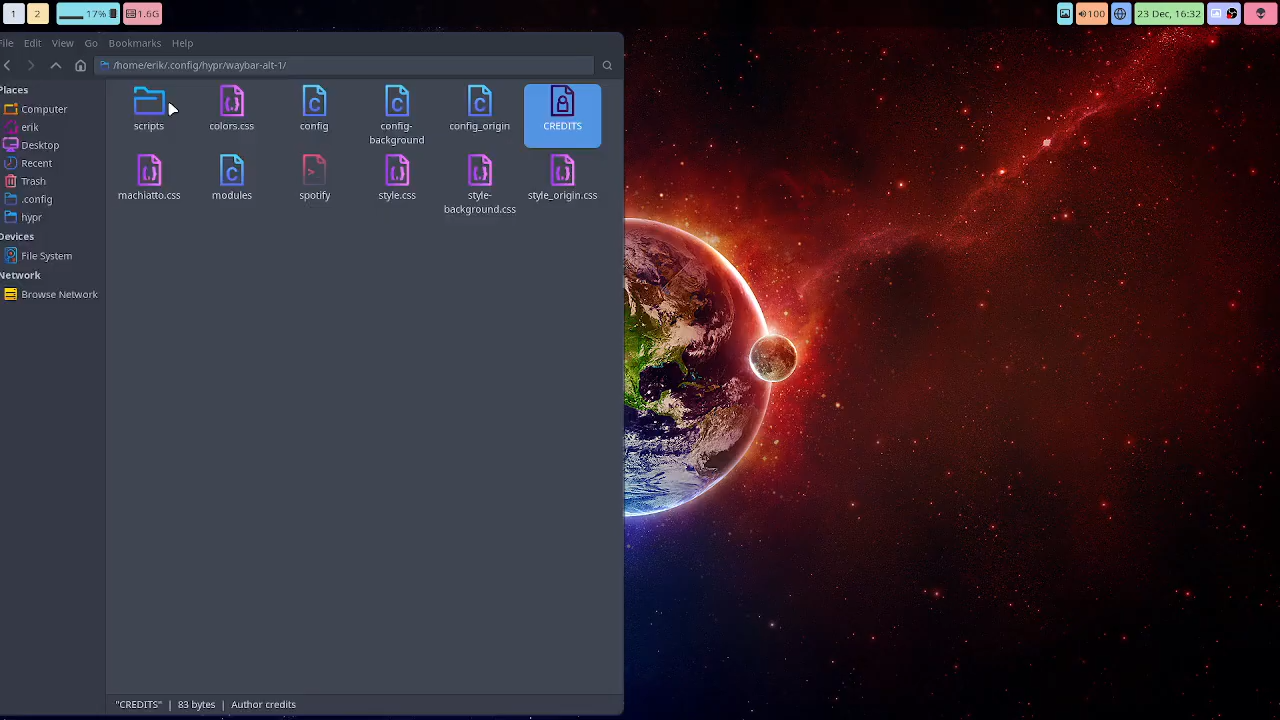 1
2
17%
1.6G
100
23 Dec, 16:32
File Edit View Go Bookmarks Help
/home/erik/.config/hypr/waybar-alt-1/
Places
Computer
erik
Desktop
Recent
Trash
.config
hypr
Devices
File System
Network
Browse Network
scripts
colors.css
config
config-
background
config_origin
CREDITS
machiatto.css
modules
spotify
style.css
style-
background.css
style_origin.css
"CREDITS" | 83 bytes | Author credits